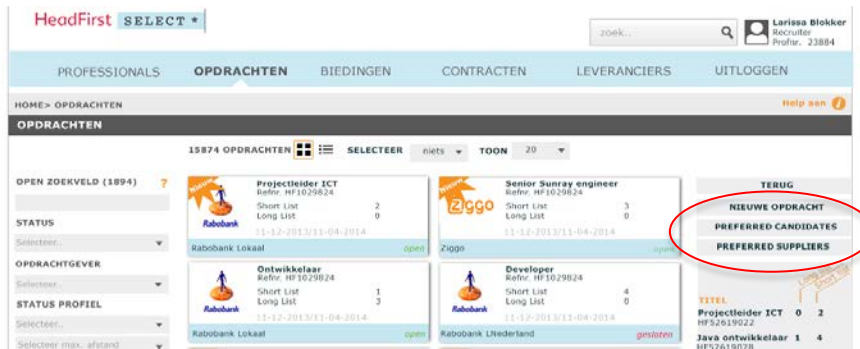 HeadFirst SELECT *
zoek..
Larissa Blokker
Recruiter
Profnr. 23884
PROFESSIONALS OPDRACHTEN BIEDINGEN CONTRACTEN LEVERANCIERS UITLOGGEN
HOME> OPDRACHTEN
Help aan
OPDRACHTEN
15874 OPDRACHTEN SELECTEER niets TOON 20
OPEN ZOEKVELD (1894) ?
STATUS
Selecteer..
OPDRACHTGEVER
Selecteer..
STATUS PROFIEL
Selecteer..
Selecteer max. afstand
Nieuw
Rabobank
Projectleider ICT
Refnr. HF1029824
Short List 2
Long List 0
11-12-2013/11-04-2014
Rabobank Lokaal open
Nieuw
Ziggo
Senior Sunray engineer
Refnr. HF1029824
Short List 3
Long List 0
11-12-2013/11-04-2014
Ziggo open
Rabobank
Ontwikkelaar
Refnr. HF1029824
Short List 1
Long List 3
11-12-2013/11-04-2014
Rabobank Lokaal open
Rabobank
Developer
Refnr. HF1029824
Short List 4
Long List 0
11-12-2013/11-04-2014
Rabobank LNederland gesloten
TERUG
NIEUWE OPDRACHT
PREFERRED CANDIDATES
PREFERRED SUPPLIERS
TITEL
Projectleider ICT 0 2
HF52619022
Java ontwikkelaar 1 4
HF52619028